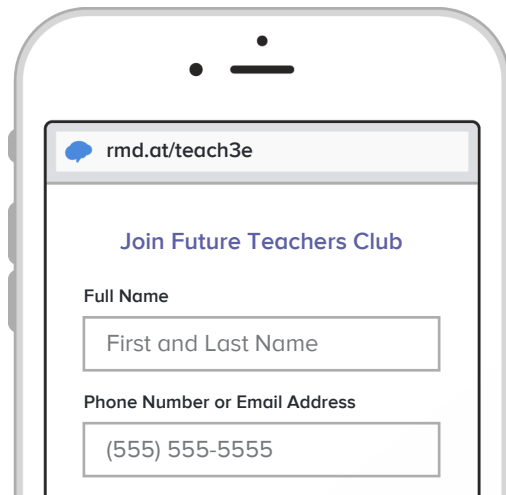 rmd.at/teach3e
Join Future Teachers Club
Full Name
First and Last Name
Phone Number or Email Address
(555) 555-5555